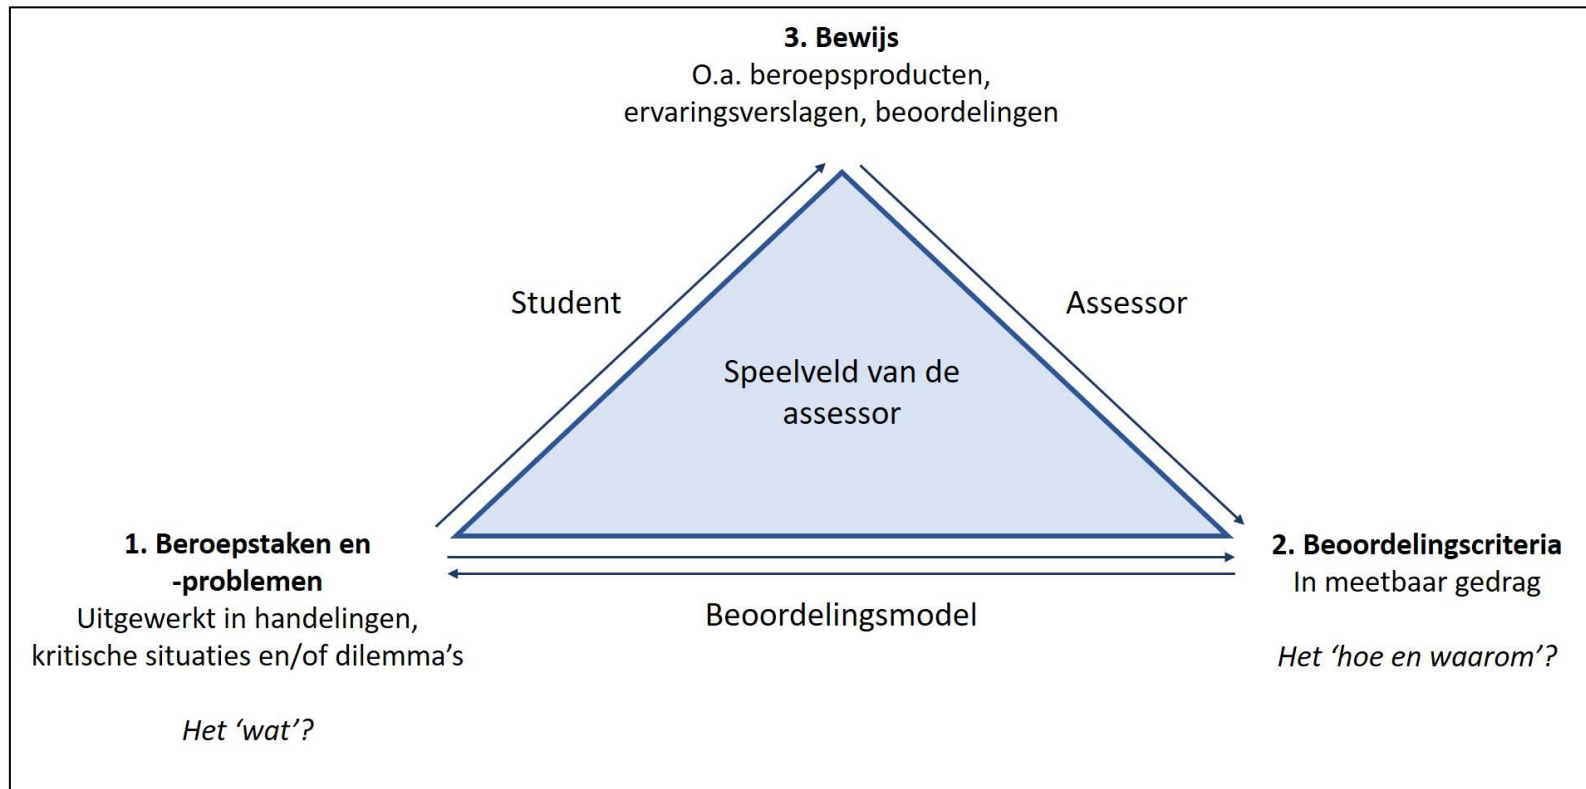 3. Bewijs
O.a. beroepsproducten,
ervaringsverslagen, beoordelingen
Student
Assessor
Speelveld van de
assessor
1. Beroepstaken en
-problemen
Uitgewerkt in handelingen,
kritische situaties en/of dilemma’s
Het ‘wat’?
2. Beoordelingscriteria
In meetbaar gedrag
Het ‘hoe en waarom’?
Beoordelingsmodel